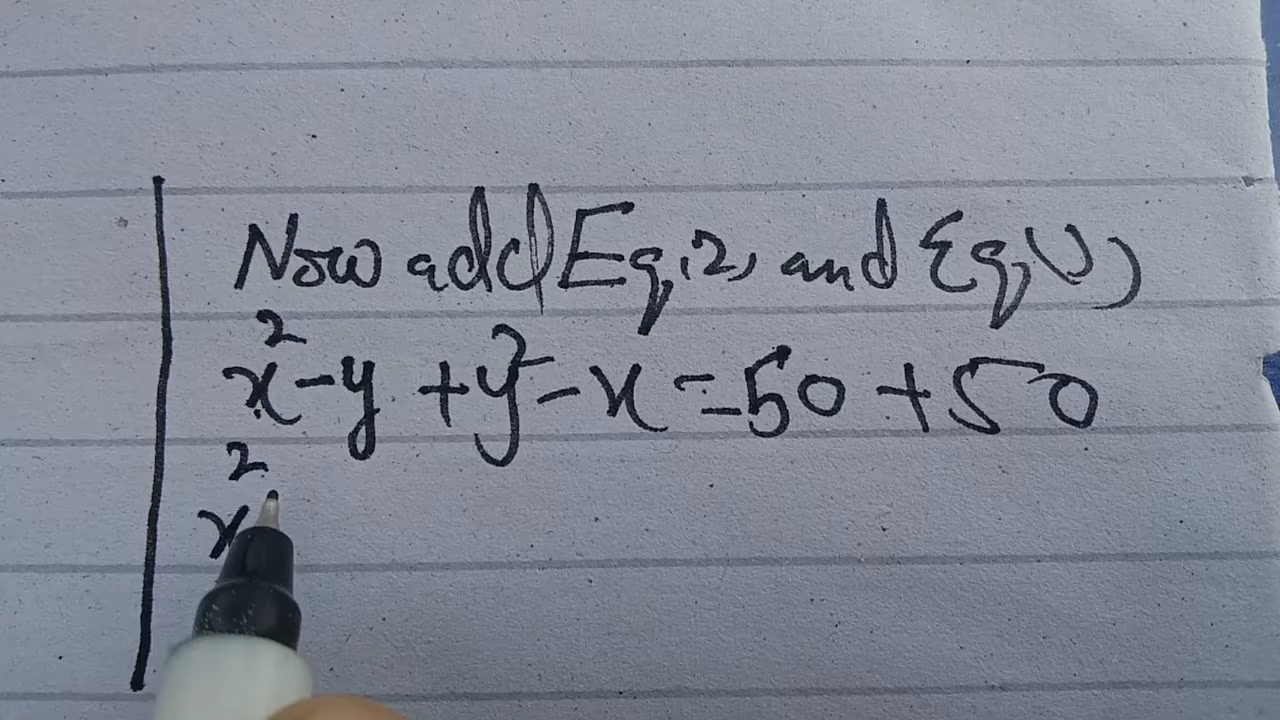 Now add Eq,2, and Eq,1)
x² - y + y² - x = 50 + 50
x²